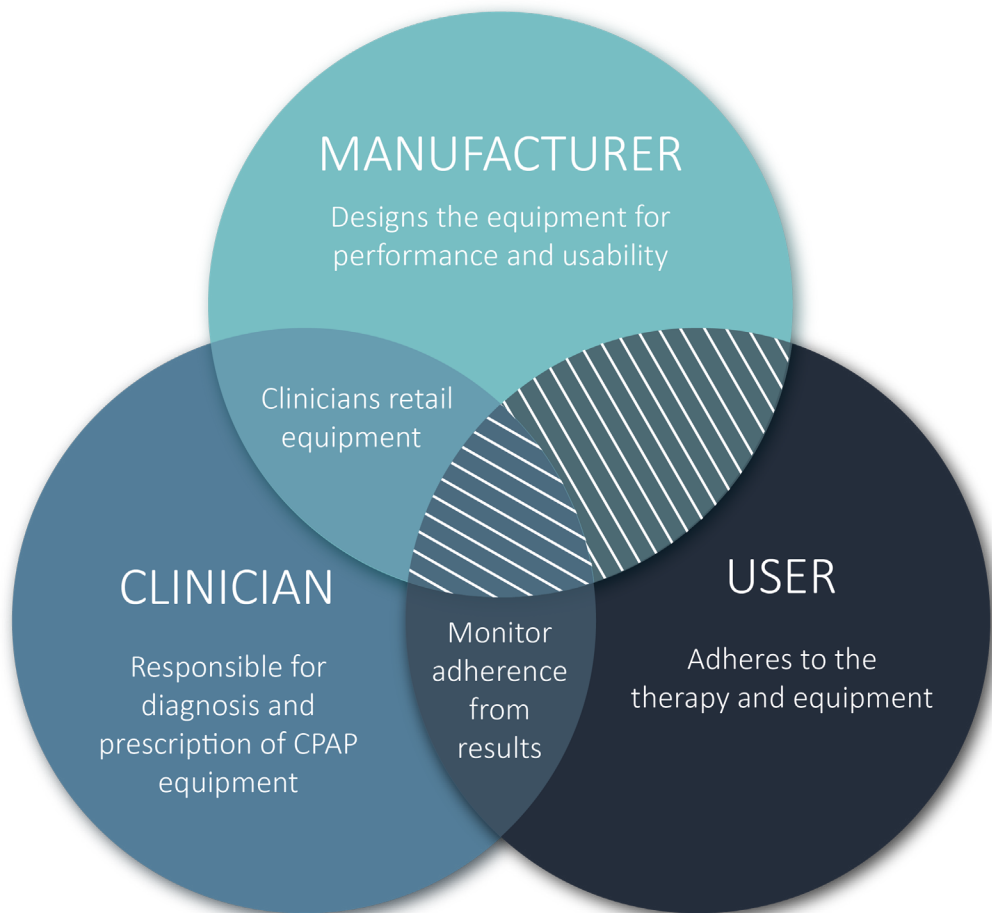 MANUFACTURER
Designs the equipment for
performance and usability
Clinicians retail
equipment
CLINICIAN
Responsible for
diagnosis and
prescription of CPAP
equipment
Monitor
adherence
from
results
USER
Adheres to the
therapy and equipment